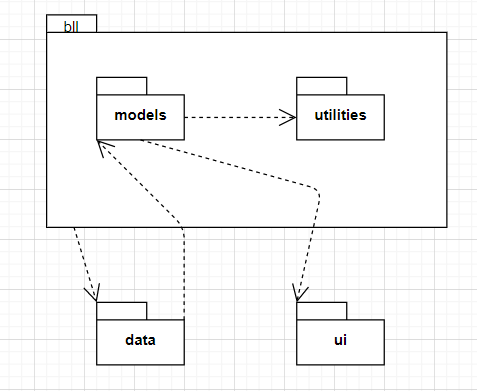 bll
models
utilities
data
ui